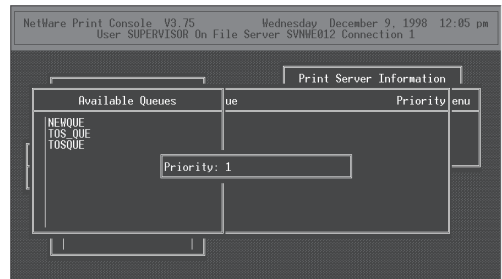 NetWare Print Console V3.75 Wednesday December 9, 1998 12:05 pm
User SUPERVISOR On File Server SVNWE012 Connection 1
Print Server Information
Available Queues ue Priority enu
NEWQUE
TOS_QUE
TOSQUE
Priority: 1